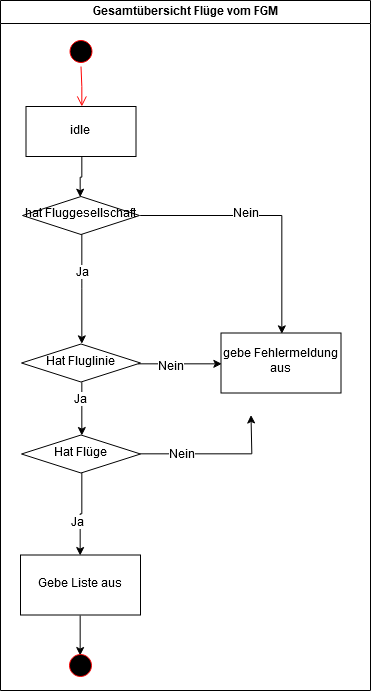 Gesamtübersicht Flüge vom FGM
idle
hat Fluggesellschaft
Nein
Ja
Hat Fluglinie
Nein
gebe Fehlermeldung
aus
Ja
Hat Flüge
Nein
Ja
Gebe Liste aus